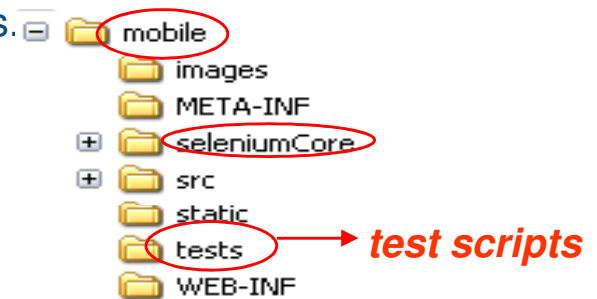 s. mobile
images
META-INF
seleniumCore
src
static
tests test scripts
WEB-INF